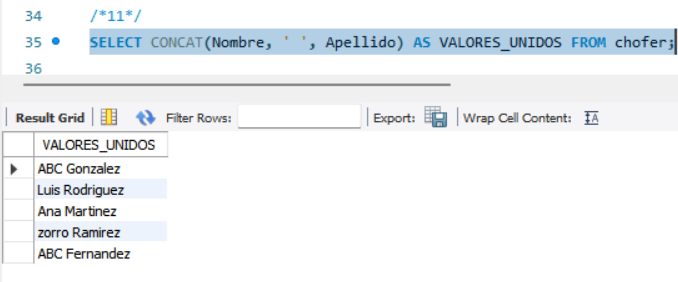 34 /*11*/
35 SELECT CONCAT(Nombre, ' ', Apellido) AS VALORES_UNIDOS FROM chofer;
36
Result Grid Filter Rows: Export: Wrap Cell Content: IA
VALORES_UNIDOS
ABC Gonzalez
Luis Rodriguez
Ana Martinez
zorro Ramirez
ABC Fernandez